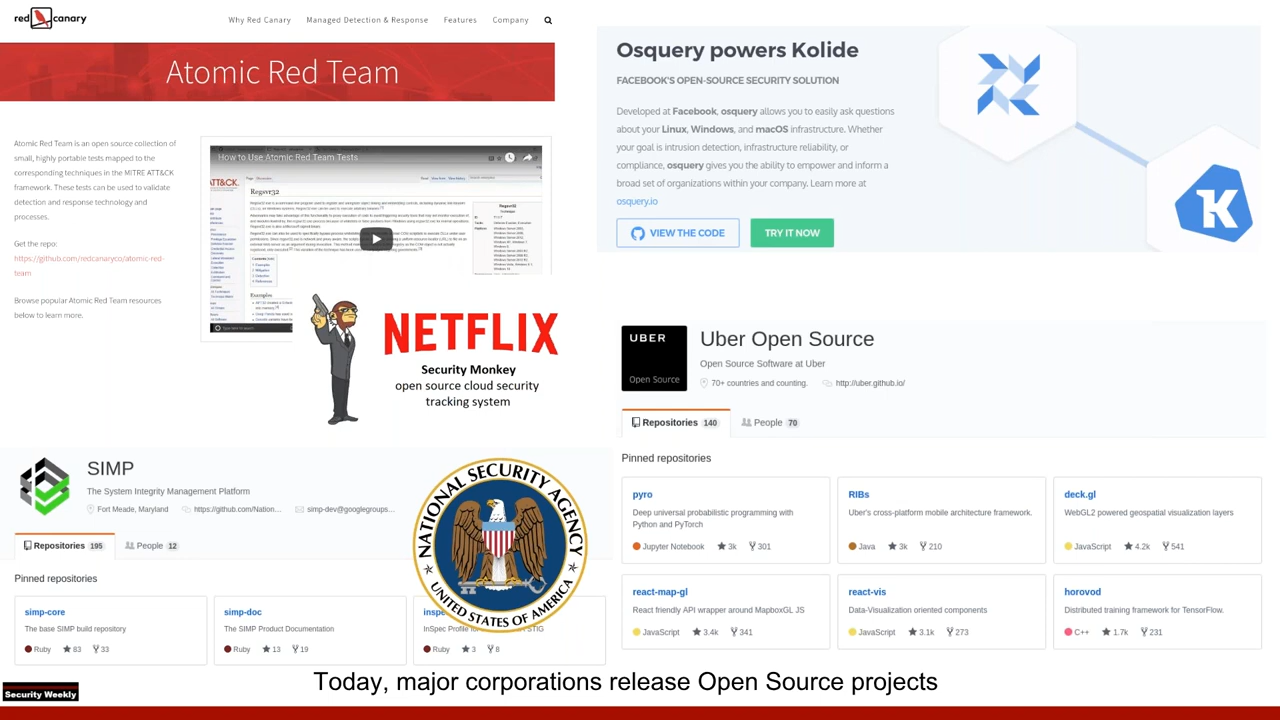 red canary
Why Red Canary
Managed Detection & Response
Features
Company
Atomic Red Team
Atomic Red Team is an open source collection
of small, highly portable tests mapped to the
corresponding techniques in the MITRE ATT&CK
framework. These tests can be used to validate
detection and response technology and
processes.
Get the repo:
https://github.com/redcanaryco/atomic-red-
team
Browse popular Atomic Red Team resources
below to learn more.
How to Use Atomic Red Team Tests
Regsvr32
Examples
NETFLIX
Security Monkey
open source cloud security
tracking system
Osquery powers Kolide
FACEBOOK'S OPEN-SOURCE SECURITY SOLUTION
Developed at Facebook, osquery allows you to easily ask questions
about your Linux, Windows, and macOS infrastructure. Whether
your goal is intrusion detection, infrastructure reliability, or
compliance, osquery gives you the ability to empower and inform a
broad set of organizations within your company. Learn more at
osquery.io
VIEW THE CODE
TRY IT NOW
UBER
Open Source
Uber Open Source
Open Source Software at Uber
70+ countries and counting.
http://uber.github.io/
Repositories 140
People 70
Pinned repositories
pyro
Deep universal probabilistic programming with
Python and PyTorch
Jupyter Notebook 3k 301
RIBs
Uber's cross-platform mobile architecture framework.
Java 3k 210
deck.gl
WebGL2 powered geospatial visualization layers
JavaScript 4.2k 541
react-map-gl
React friendly API wrapper around MapboxGL JS
JavaScript 3.4k 341
react-vis
Data-Visualization oriented components
JavaScript 3.1k 273
horovod
Distributed training framework for TensorFlow.
C++ 1.7k 231
SIMP
The System Integrity Management Platform
Fort Meade, Maryland
https://github.com/Nation...
simp-dev@googlegroups...
Repositories 195
People 12
Pinned repositories
simp-core
The base SIMP build repository
Ruby 83 33
simp-doc
The SIMP Product Documentation
Ruby 13 19
inspe
InSpec Profile fo STIG
Ruby 3 8
NATIONAL SECURITY AGENCY
UNITED STATES OF AMERICA
Today, major corporations release Open Source projects
Security Weekly